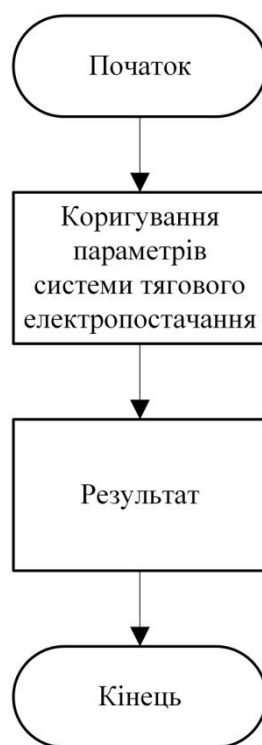 Початок
Коригування
параметрів
системи тягового
електропостачання
Результат
Кінець